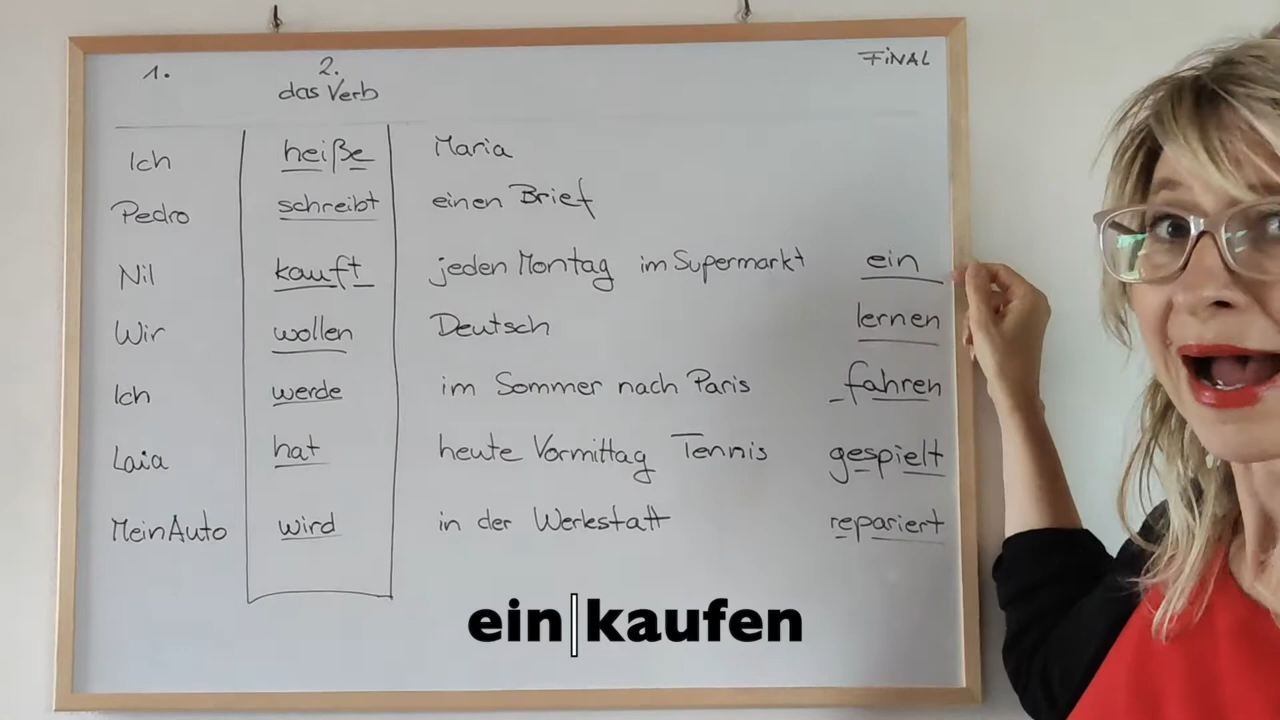 1. 2. FINAL
das Verb
Ich heiße Maria
Pedro schreibt einen Brief
Nil kauft jeden Montag im Supermarkt ein
Wir wollen Deutsch lernen
Ich werde im Sommer nach Paris fahren
Laia hat heute Vormittag Tennis gespielt
Mein Auto wird in der Werkstatt repariert
ein|kaufen